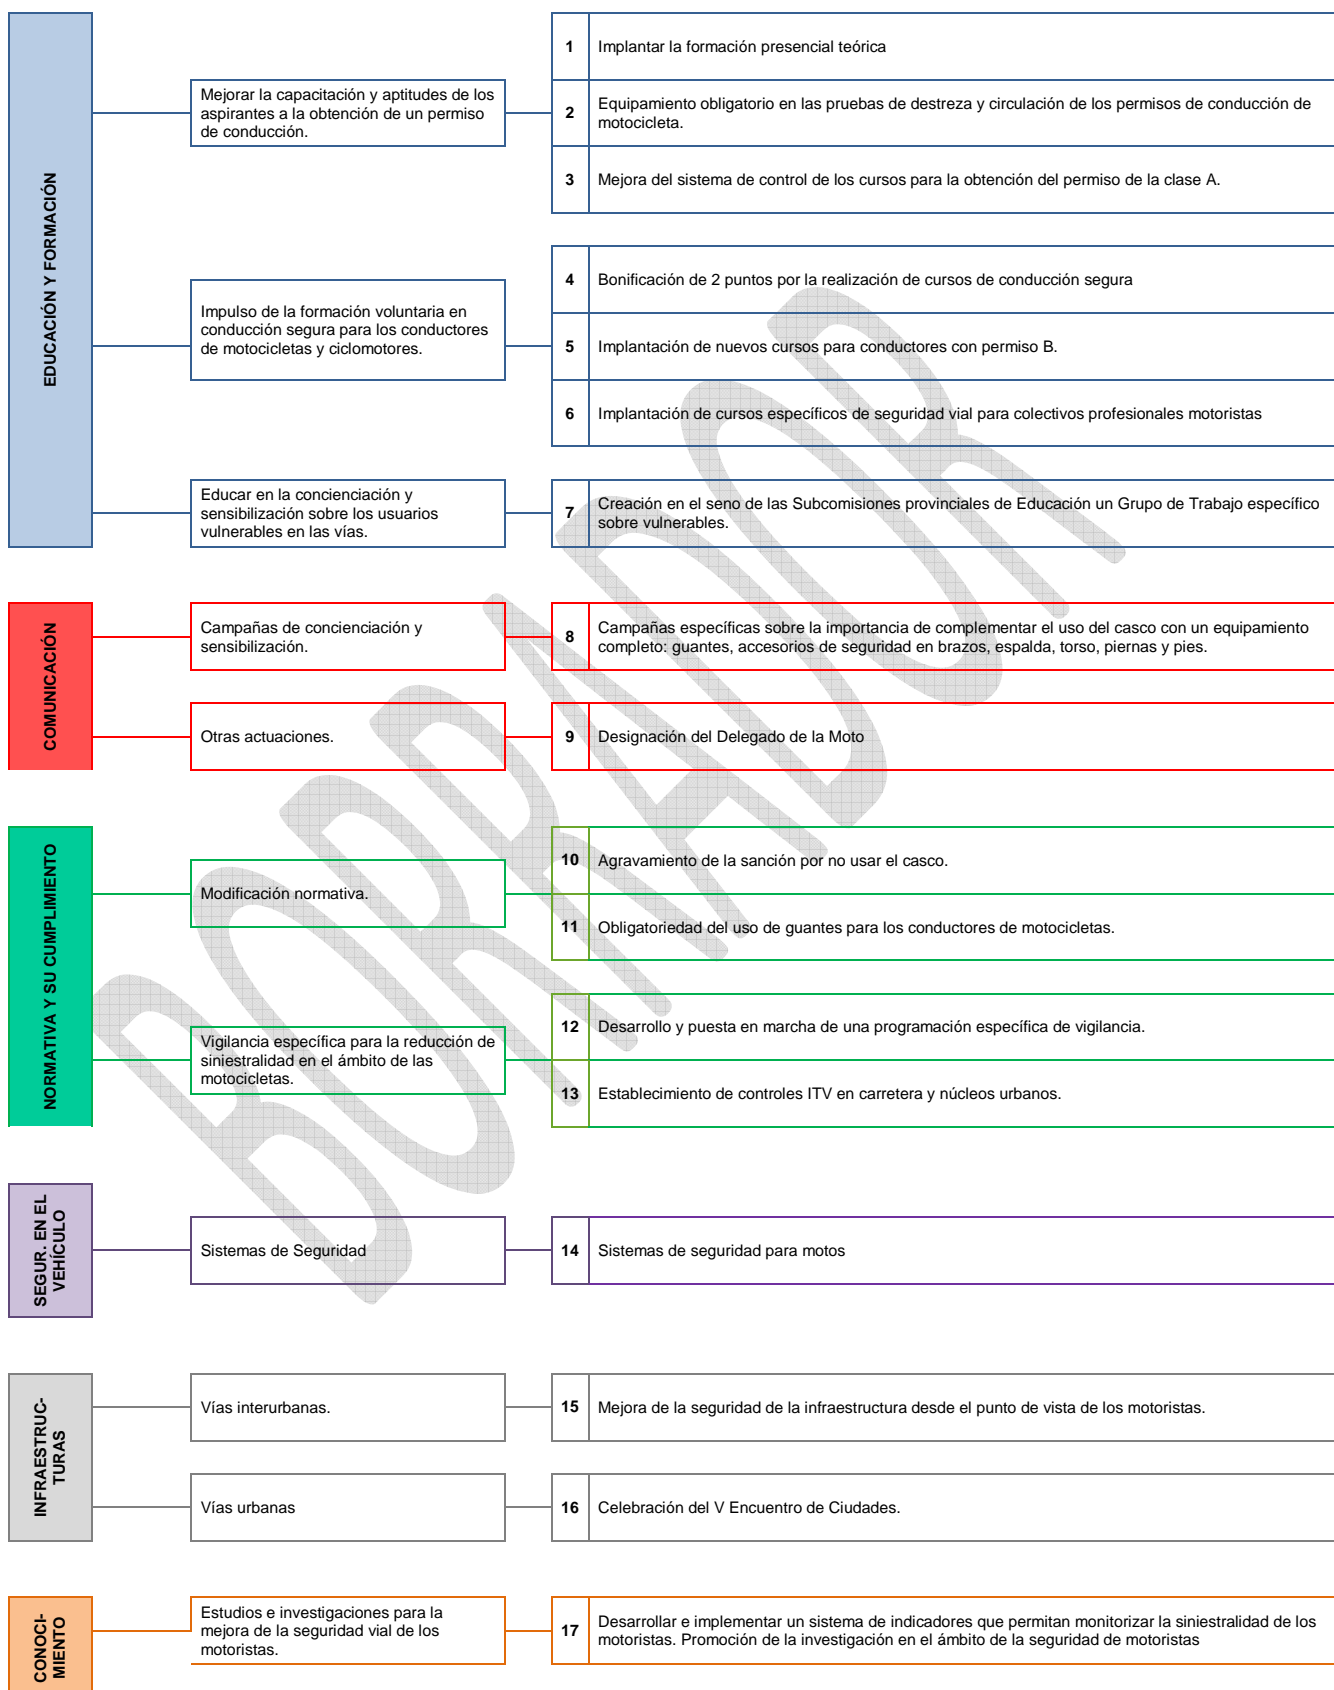 EDUCACIÓN Y FORMACIÓN
Mejorar la capacitación y aptitudes de los
aspirantes a la obtención de un permiso
de conducción.
1 Implantar la formación presencial teórica
2 Equipamiento obligatorio en las pruebas de destreza y circulación de los permisos de conducción de
motocicleta.
3 Mejora del sistema de control de los cursos para la obtención del permiso de la clase A.
Impulso de la formación voluntaria en
conducción segura para los conductores
de motocicletas y ciclomotores.
4 Bonificación de 2 puntos por la realización de cursos de conducción segura
5 Implantación de nuevos cursos para conductores con permiso B.
6 Implantación de cursos específicos de seguridad vial para colectivos profesionales motoristas
Educar en la concienciación y
sensibilización sobre los usuarios
vulnerables en las vías.
7 Creación en el seno de las Subcomisiones provinciales de Educación un Grupo de Trabajo específico
sobre vulnerables.
COMUNICACIÓN
Campañas de concienciación y
sensibilización.
8 Campañas específicas sobre la importancia de complementar el uso del casco con un equipamiento
completo: guantes, accesorios de seguridad en brazos, espalda, torso, piernas y pies.
Otras actuaciones.
9 Designación del Delegado de la Moto
NORMATIVA Y SU CUMPLIMIENTO
Modificación normativa.
10 Agravamiento de la sanción por no usar el casco.
11 Obligatoriedad del uso de guantes para los conductores de motocicletas.
Vigilancia específica para la reducción de
siniestralidad en el ámbito de las
motocicletas.
12 Desarrollo y puesta en marcha de una programación específica de vigilancia.
13 Establecimiento de controles ITV en carretera y núcleos urbanos.
SEGUR. EN EL
VEHÍCULO
Sistemas de Seguridad
14 Sistemas de seguridad para motos
INFRAESTRUC-
TURAS
Vías interurbanas.
15 Mejora de la seguridad de la infraestructura desde el punto de vista de los motoristas.
Vías urbanas
16 Celebración del V Encuentro de Ciudades.
CONOCI-
MIENTO
Estudios e investigaciones para la
mejora de la seguridad vial de los
motoristas.
17 Desarrollar e implementar un sistema de indicadores que permitan monitorizar la siniestralidad de los
motoristas. Promoción de la investigación en el ámbito de la seguridad de motoristas
BORRADOR